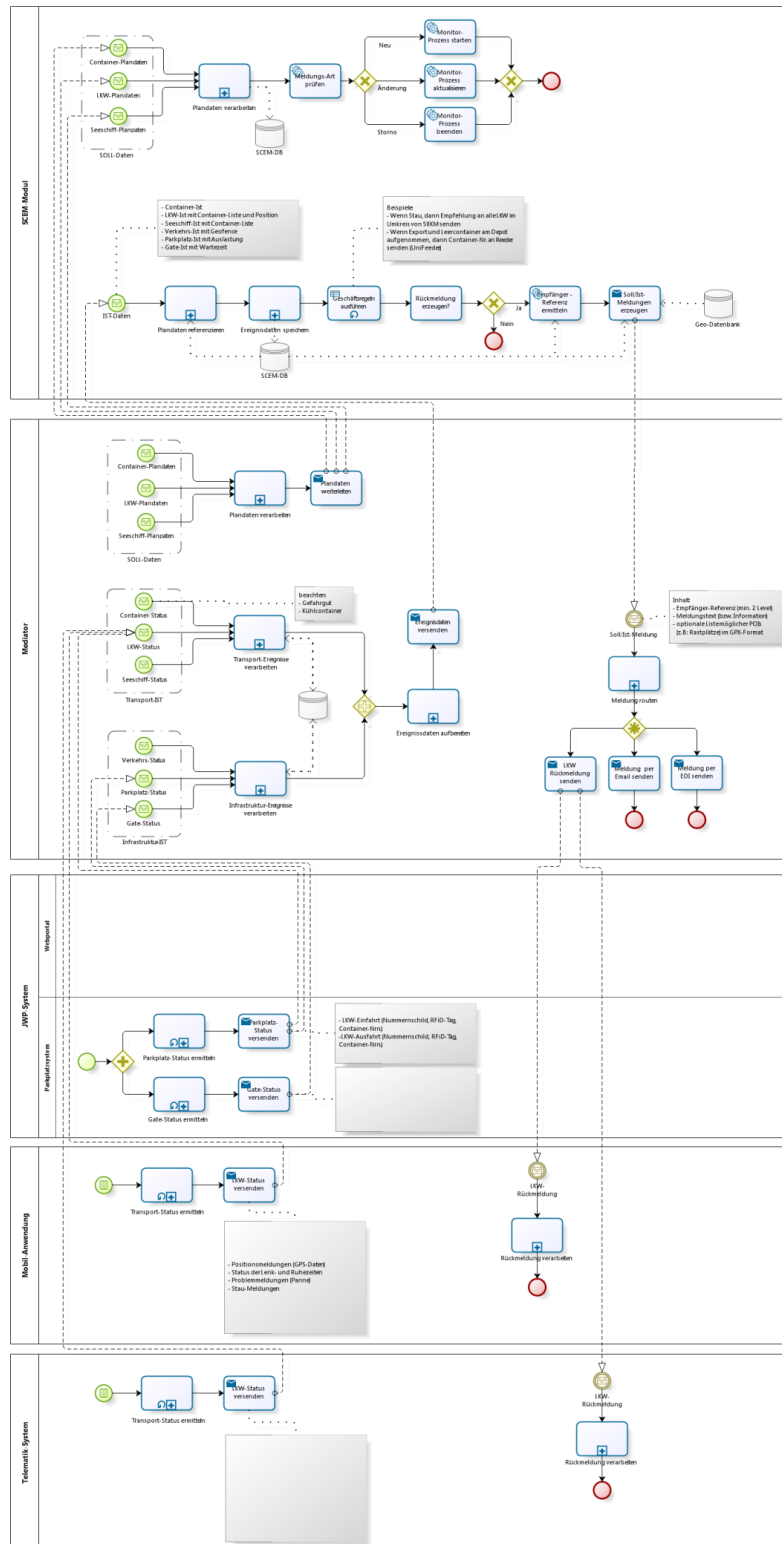 SCEM-Modul
Container-Plandaten
LKW-Plandaten
Seeschiff-Plandaten
SOLL-Daten
Plandaten verarbeiten
SCEM-DB
Meldungs-Art
prüfen
Neu
Änderung
Storno
Monitor-
Prozess starten
Monitor-
Prozess
aktualisieren
Monitor-
Prozess
beenden
- Container-Ist
- LKW-Ist mit Container-Liste und Position
- Seeschiff-Ist mit Container-Liste
- Verkehrs-Ist mit Geofence
- Parkplatz-Ist mit Auslastung
- Gate-Ist mit Wartezeit
Beispiele:
- Wenn Stau, dann Empfehlung an alle LKW im
Umkreis von 50KM senden
- Wenn Export und Leercontainer am Depot
aufgenommen, dann Container-Nr. an Reeder
senden (UniFeeder)
IST-Daten
Plandaten referenzieren
Ereignisdaten speichern
SCEM-DB
Geschäftsregeln
ausführen
Rückmeldung
erzeugen?
Ja
Nein
Empfänger-
Referenz
ermitteln
Soll/Ist-
Meldungen
erzeugen
Geo-Datenbank
Mediator
Container-Plandaten
LKW-Plandaten
Seeschiff-Plandaten
SOLL-Daten
Plandaten verarbeiten
Plandaten
weiterleiten
Container-Status
LKW-Status
Seeschiff-Status
Transport-IST
beachten:
- Gefahrgut
- Kühlcontainer
Transport-Ereignisse
verarbeiten
Verkehrs-Status
Parkplatz-Status
Gate-Status
Infrastruktur-IST
Infrastruktur-Ereignisse
verarbeiten
Ereignisdaten
versenden
Ereignissdaten aufbereiten
Soll/Ist-Meldung
Inhalt:
- Empfänger-Referenz (min. 2 Level)
- Meldungstext (bzw. Information)
- optionale Liste möglicher POIs
(z.B: Rastplätze) im GPX-Format
Meldung routen
LKW
Rückmeldung
senden
Meldung per
Email senden
Meldung per
EDI senden
JWP-System
Webportal
Parkplatzsystem
Parkplatz-Status ermitteln
Parkplatz-
Status
versenden
Gate-Status ermitteln
Gate-Status
versenden
- LKW-Einfahrt (Nummernschild, RFiD-Tag,
Container-Nrn.)
-LKW-Ausfahrt (Nummernschild, RFiD-Tag,
Container-Nrn.)
Mobil-Anwendung
Transport-Status ermitteln
LKW-Status
versenden
- Positionsmeldungen (GPS-Daten)
- Status der Lenk- und Ruhezeiten
- Problemmeldungen (Panne)
- Stau-Meldungen
LKW-
Rückmeldung
Rückmeldung verarbeiten
Telematik-System
Transport-Status ermitteln
LKW-Status
versenden
LKW-
Rückmeldung
Rückmeldung verarbeiten